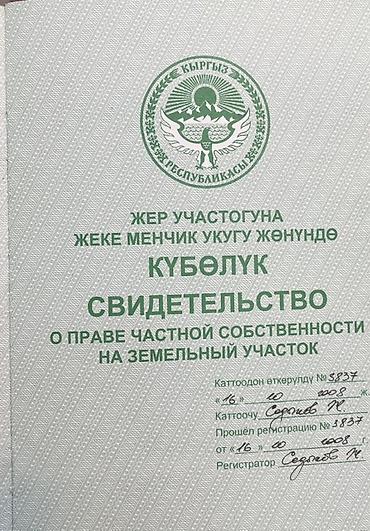 КЫРГЫЗ
РЕСПУБЛИКАСЫ
ЖЕР УЧАСТОГУНА
ЖЕКЕ МЕНЧИК УКУГУ ЖӨНҮНДӨ
КҮБӨЛҮК
СВИДЕТЕЛЬСТВО
О ПРАВЕ ЧАСТНОЙ СОБСТВЕННОСТИ
НА ЗЕМЕЛЬНЫЙ УЧАСТОК
Каттоодон өткөрүлдү № 3837
«16» 10 2008 ж.
Каттоочу
Прошёл регистрацию № 3837
от «16» 10 2008 г.
Регистратор